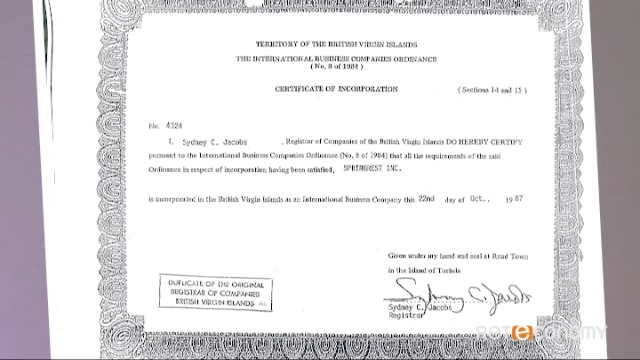 TERRITORY OF THE BRITISH VIRGIN ISLANDS
THE INTERNATIONAL BUSINESS COMPANIES ORDINANCE
( No. 8 of 1984 )
CERTIFICATE OF INCORPORATION ( Sections 14 and 15 )
No. 4324
I, Sydney C. Jacobs , Registrar of Companies of the British Virgin Islands DO HEREBY CERTIFY
pursuant to the International Business Companies Ordinance (No, 8 of 1984) that all the requirements of the said
Ordinance in respect of incorporation having been satisfied, SPRINGREST INC.
is incorporated in the British Virgin Islands as an International Business Company this 22nd day of Oct., 19 87
Given under my hand and seal at Road Town
in the Island of Tortola
DUPLICATE OF THE ORIGINAL
REGISTRAR OF COMPANIES
BRITISH VIRGIN ISLANDS
Sydney C. Jacobs
Sydney C. Jacobs
Registrar